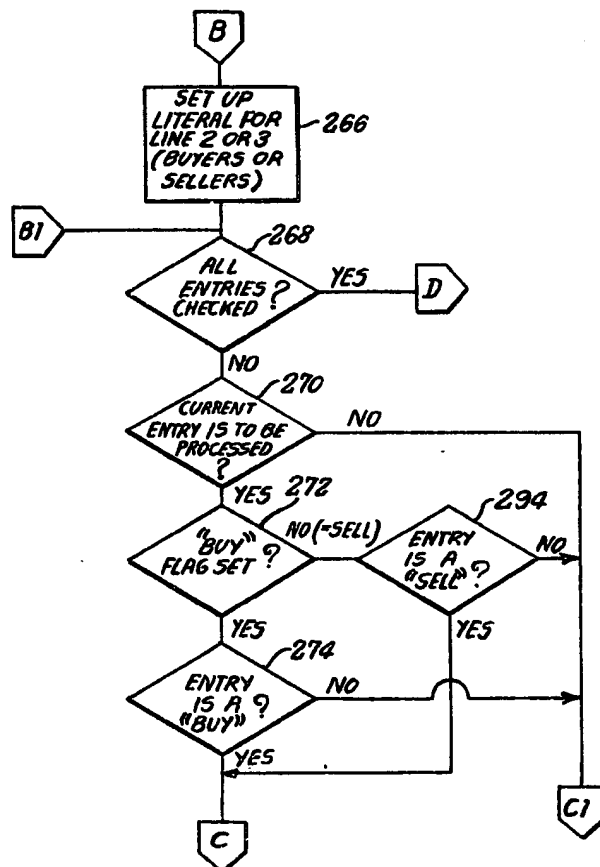 B
SET UP
LITERAL FOR
LINE 2 OR 3
(BUYERS OR
SELLERS)
266
B1
268
ALL
ENTRIES
CHECKED?
YES
D
NO
270
CURRENT
ENTRY IS TO BE
PROCESSED
?
NO
YES
272
"BUY"
FLAG SET ?
NO (=SELL)
294
ENTRY
IS A
"SELL" ?
NO
YES
YES
274
ENTRY
IS A
"BUY" ?
NO
YES
C
C1